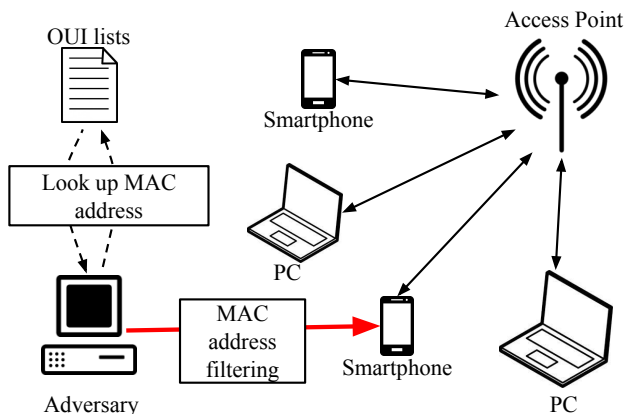 OUI lists
Access Point
Smartphone
Look up MAC
address
PC
MAC
address
filtering
Smartphone
Adversary
PC